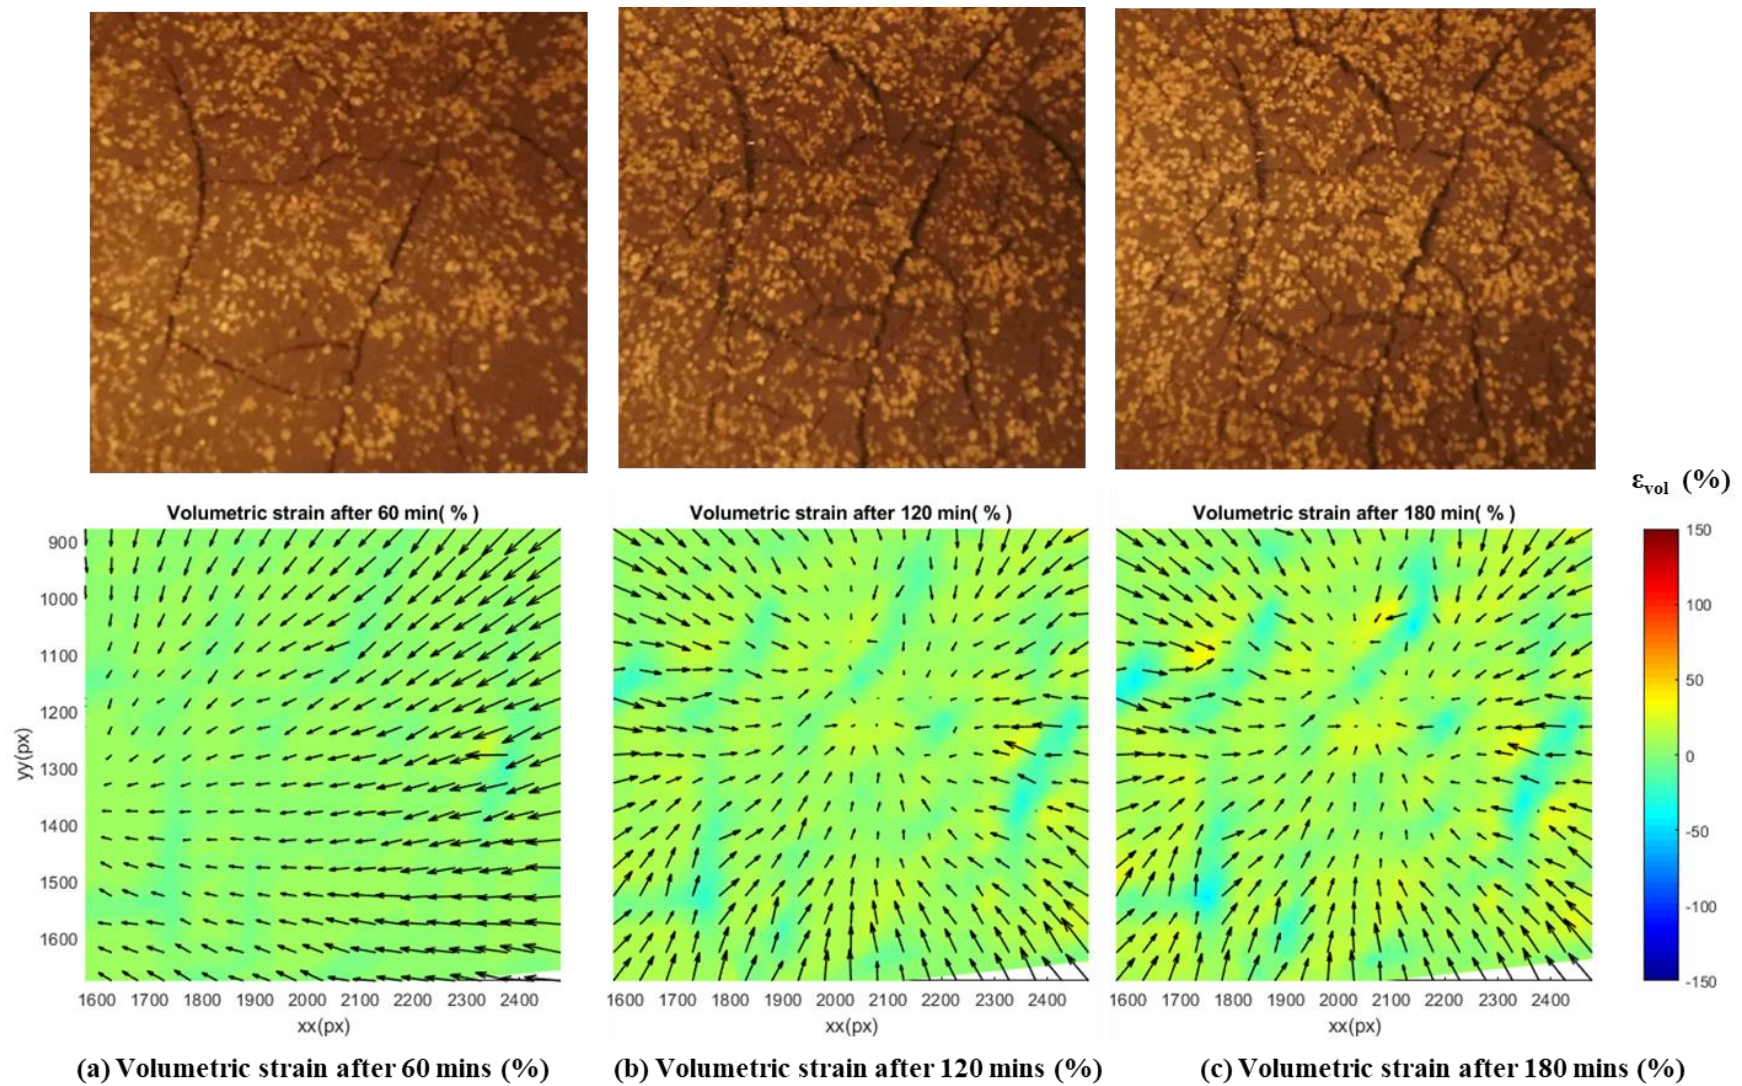 εvol (%)
Volumetric strain after 60 min( % )
Volumetric strain after 120 min( % )
Volumetric strain after 180 min( % )
900
1000
1100
1200
1300
1400
1500
1600
yy(px)
150
100
50
0
-50
-100
-150
1600 1700 1800 1900 2000 2100 2200 2300 2400
1600 1700 1800 1900 2000 2100 2200 2300 2400
1600 1700 1800 1900 2000 2100 2200 2300 2400
xx(px)
xx(px)
xx(px)
(a) Volumetric strain after 60 mins (%)
(b) Volumetric strain after 120 mins (%)
(c) Volumetric strain after 180 mins (%)